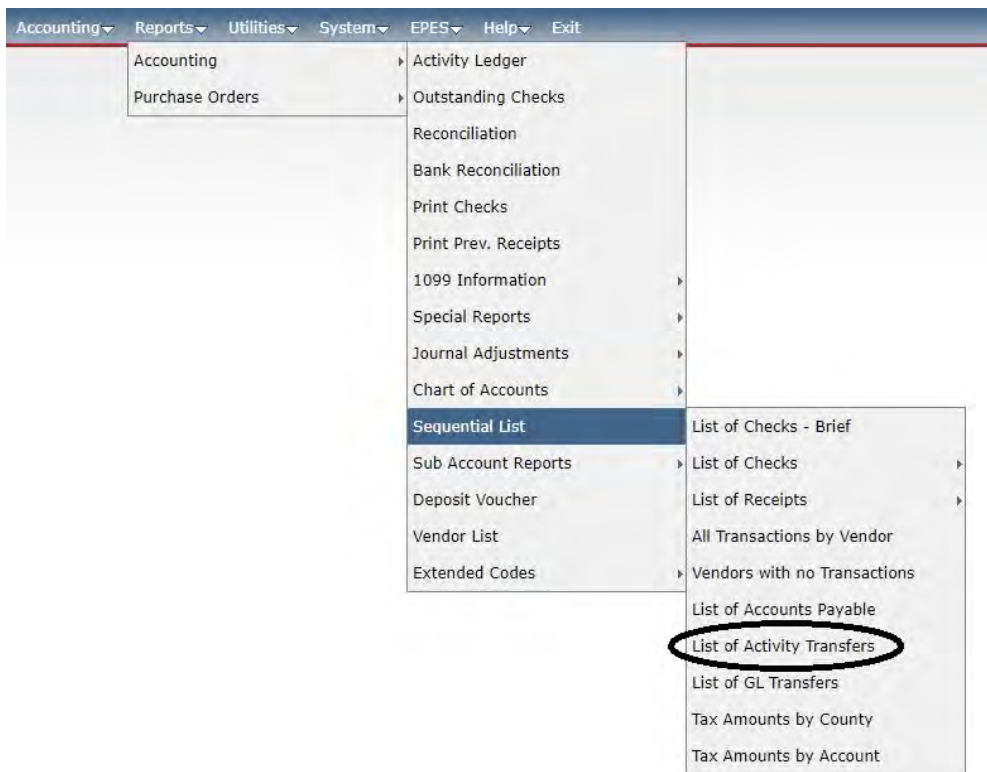 Accounting Reports Utilities System EPES Help Exit
Accounting
Purchase Orders
Activity Ledger
Outstanding Checks
Reconciliation
Bank Reconciliation
Print Checks
Print Prev. Receipts
1099 Information
Special Reports
Journal Adjustments
Chart of Accounts
Sequential List
Sub Account Reports
Deposit Voucher
Vendor List
Extended Codes
List of Checks - Brief
List of Checks
List of Receipts
All Transactions by Vendor
Vendors with no Transactions
List of Accounts Payable
List of Activity Transfers
List of GL Transfers
Tax Amounts by County
Tax Amounts by Account